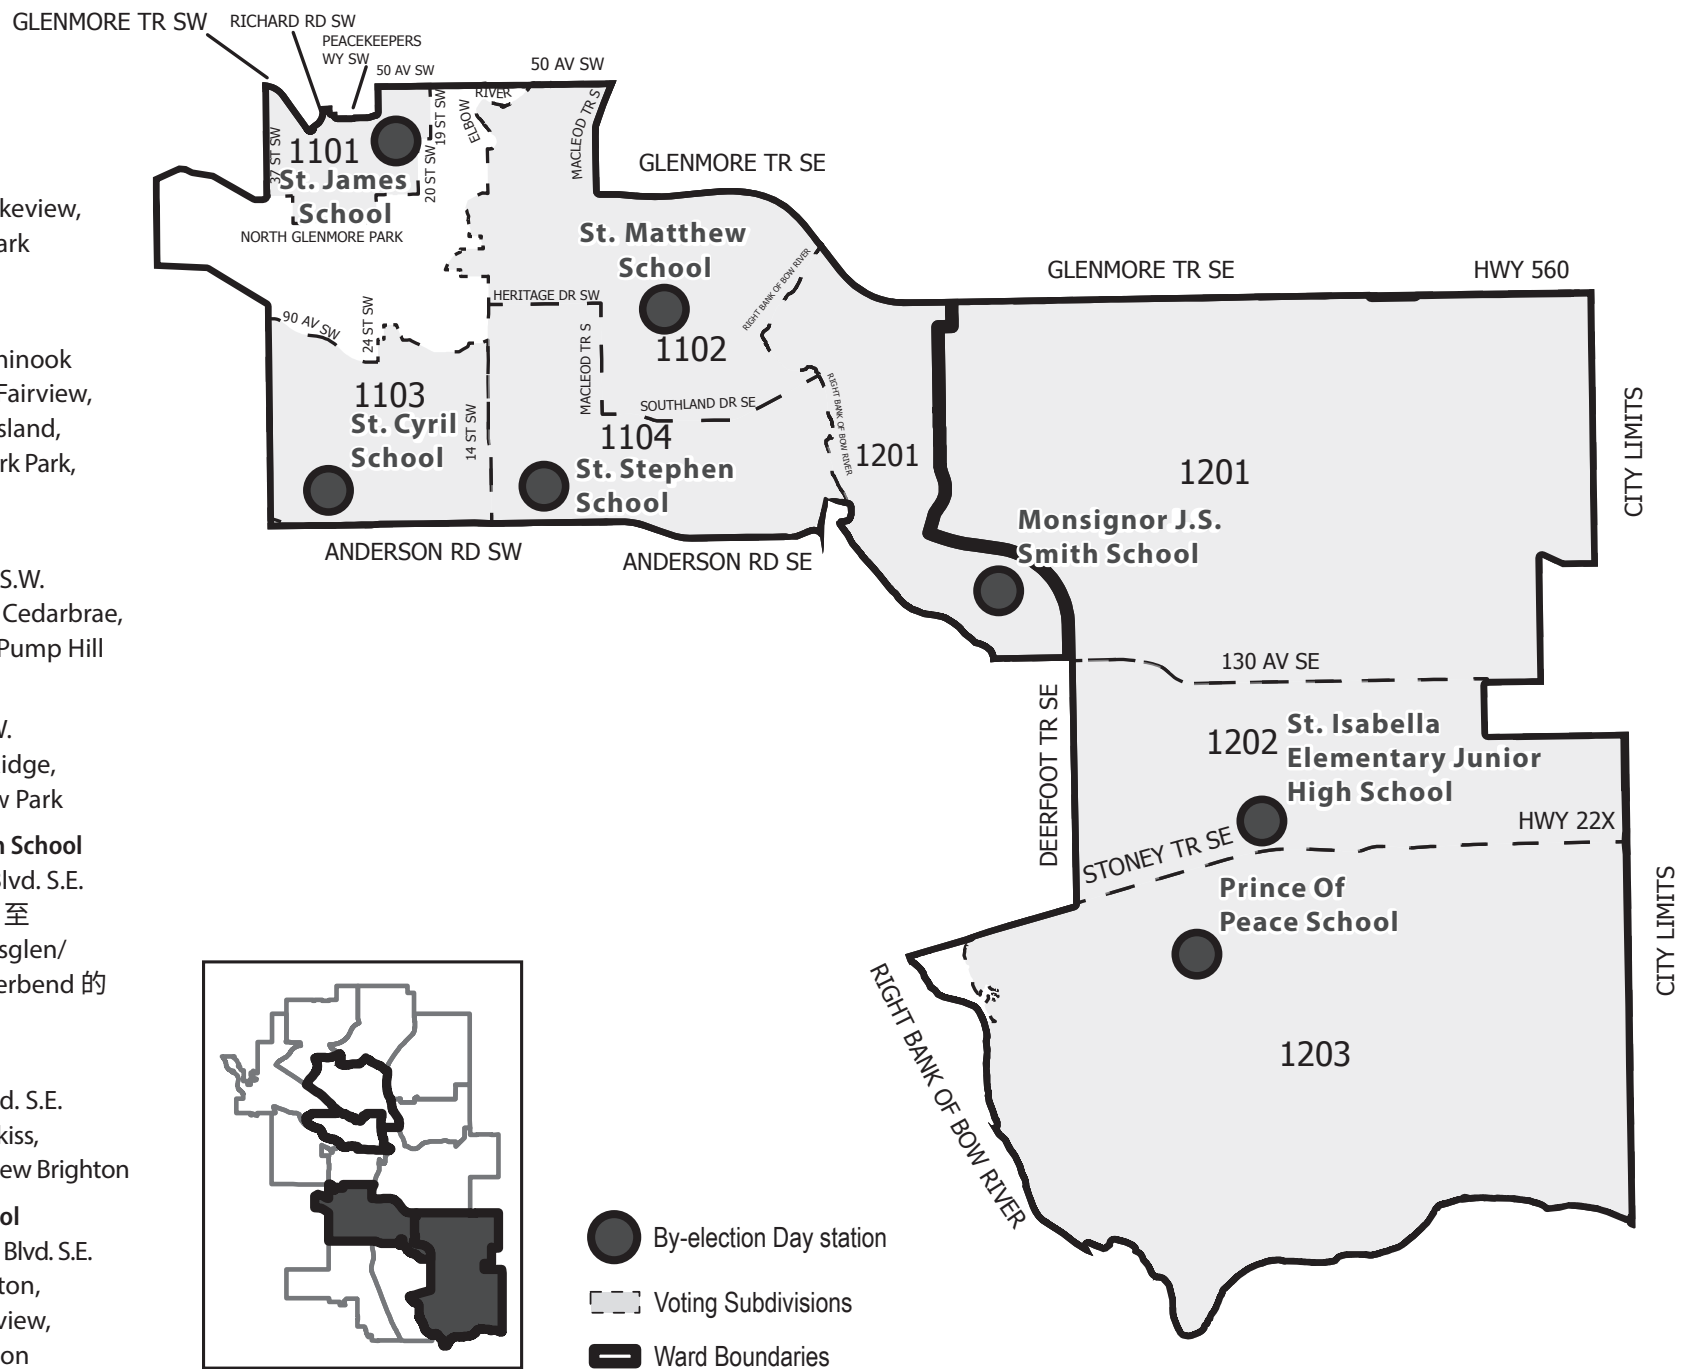 keview,
ark
hinook
Fairview,
sland,
rk Park,
S.W.
Cedarbrae,
Pump Hill
W.
idge,
w Park
h School
Blvd. S.E.
至
sglen/
erbend 的
d. S.E.
kiss,
ew Brighton
ol
Blvd. S.E.
ton,
view,
on
GLENMORE TR SW
RICHARD RD SW
PEACEKEEPERS
WY SW
50 AV SW
50 AV SW
RIVER
ELBOW
19 ST SW
20 ST SW
37 ST SW
MACLEOD TR S
1101
St. James
School
NORTH GLENMORE PARK
GLENMORE TR SE
St. Matthew
School
1102
RIGHT BANK OF BOW RIVER
GLENMORE TR SE
HWY 560
HERITAGE DR SW
90 AV SW
24 ST SW
MACLEOD TR S
1103
St. Cyril
School
14 ST SW
SOUTHLAND DR SE
1104
St. Stephen
School
RIGHT BANK OF BOW RIVER
1201
1201
CITY LIMITS
Monsignor J.S.
Smith School
ANDERSON RD SW
ANDERSON RD SE
130 AV SE
DEERFOOT TR SE
1202
St. Isabella
Elementary Junior
High School
HWY 22X
STONEY TR SE
Prince Of
Peace School
CITY LIMITS
RIGHT BANK OF BOW RIVER
1203
By-election Day station
Voting Subdivisions
Ward Boundaries